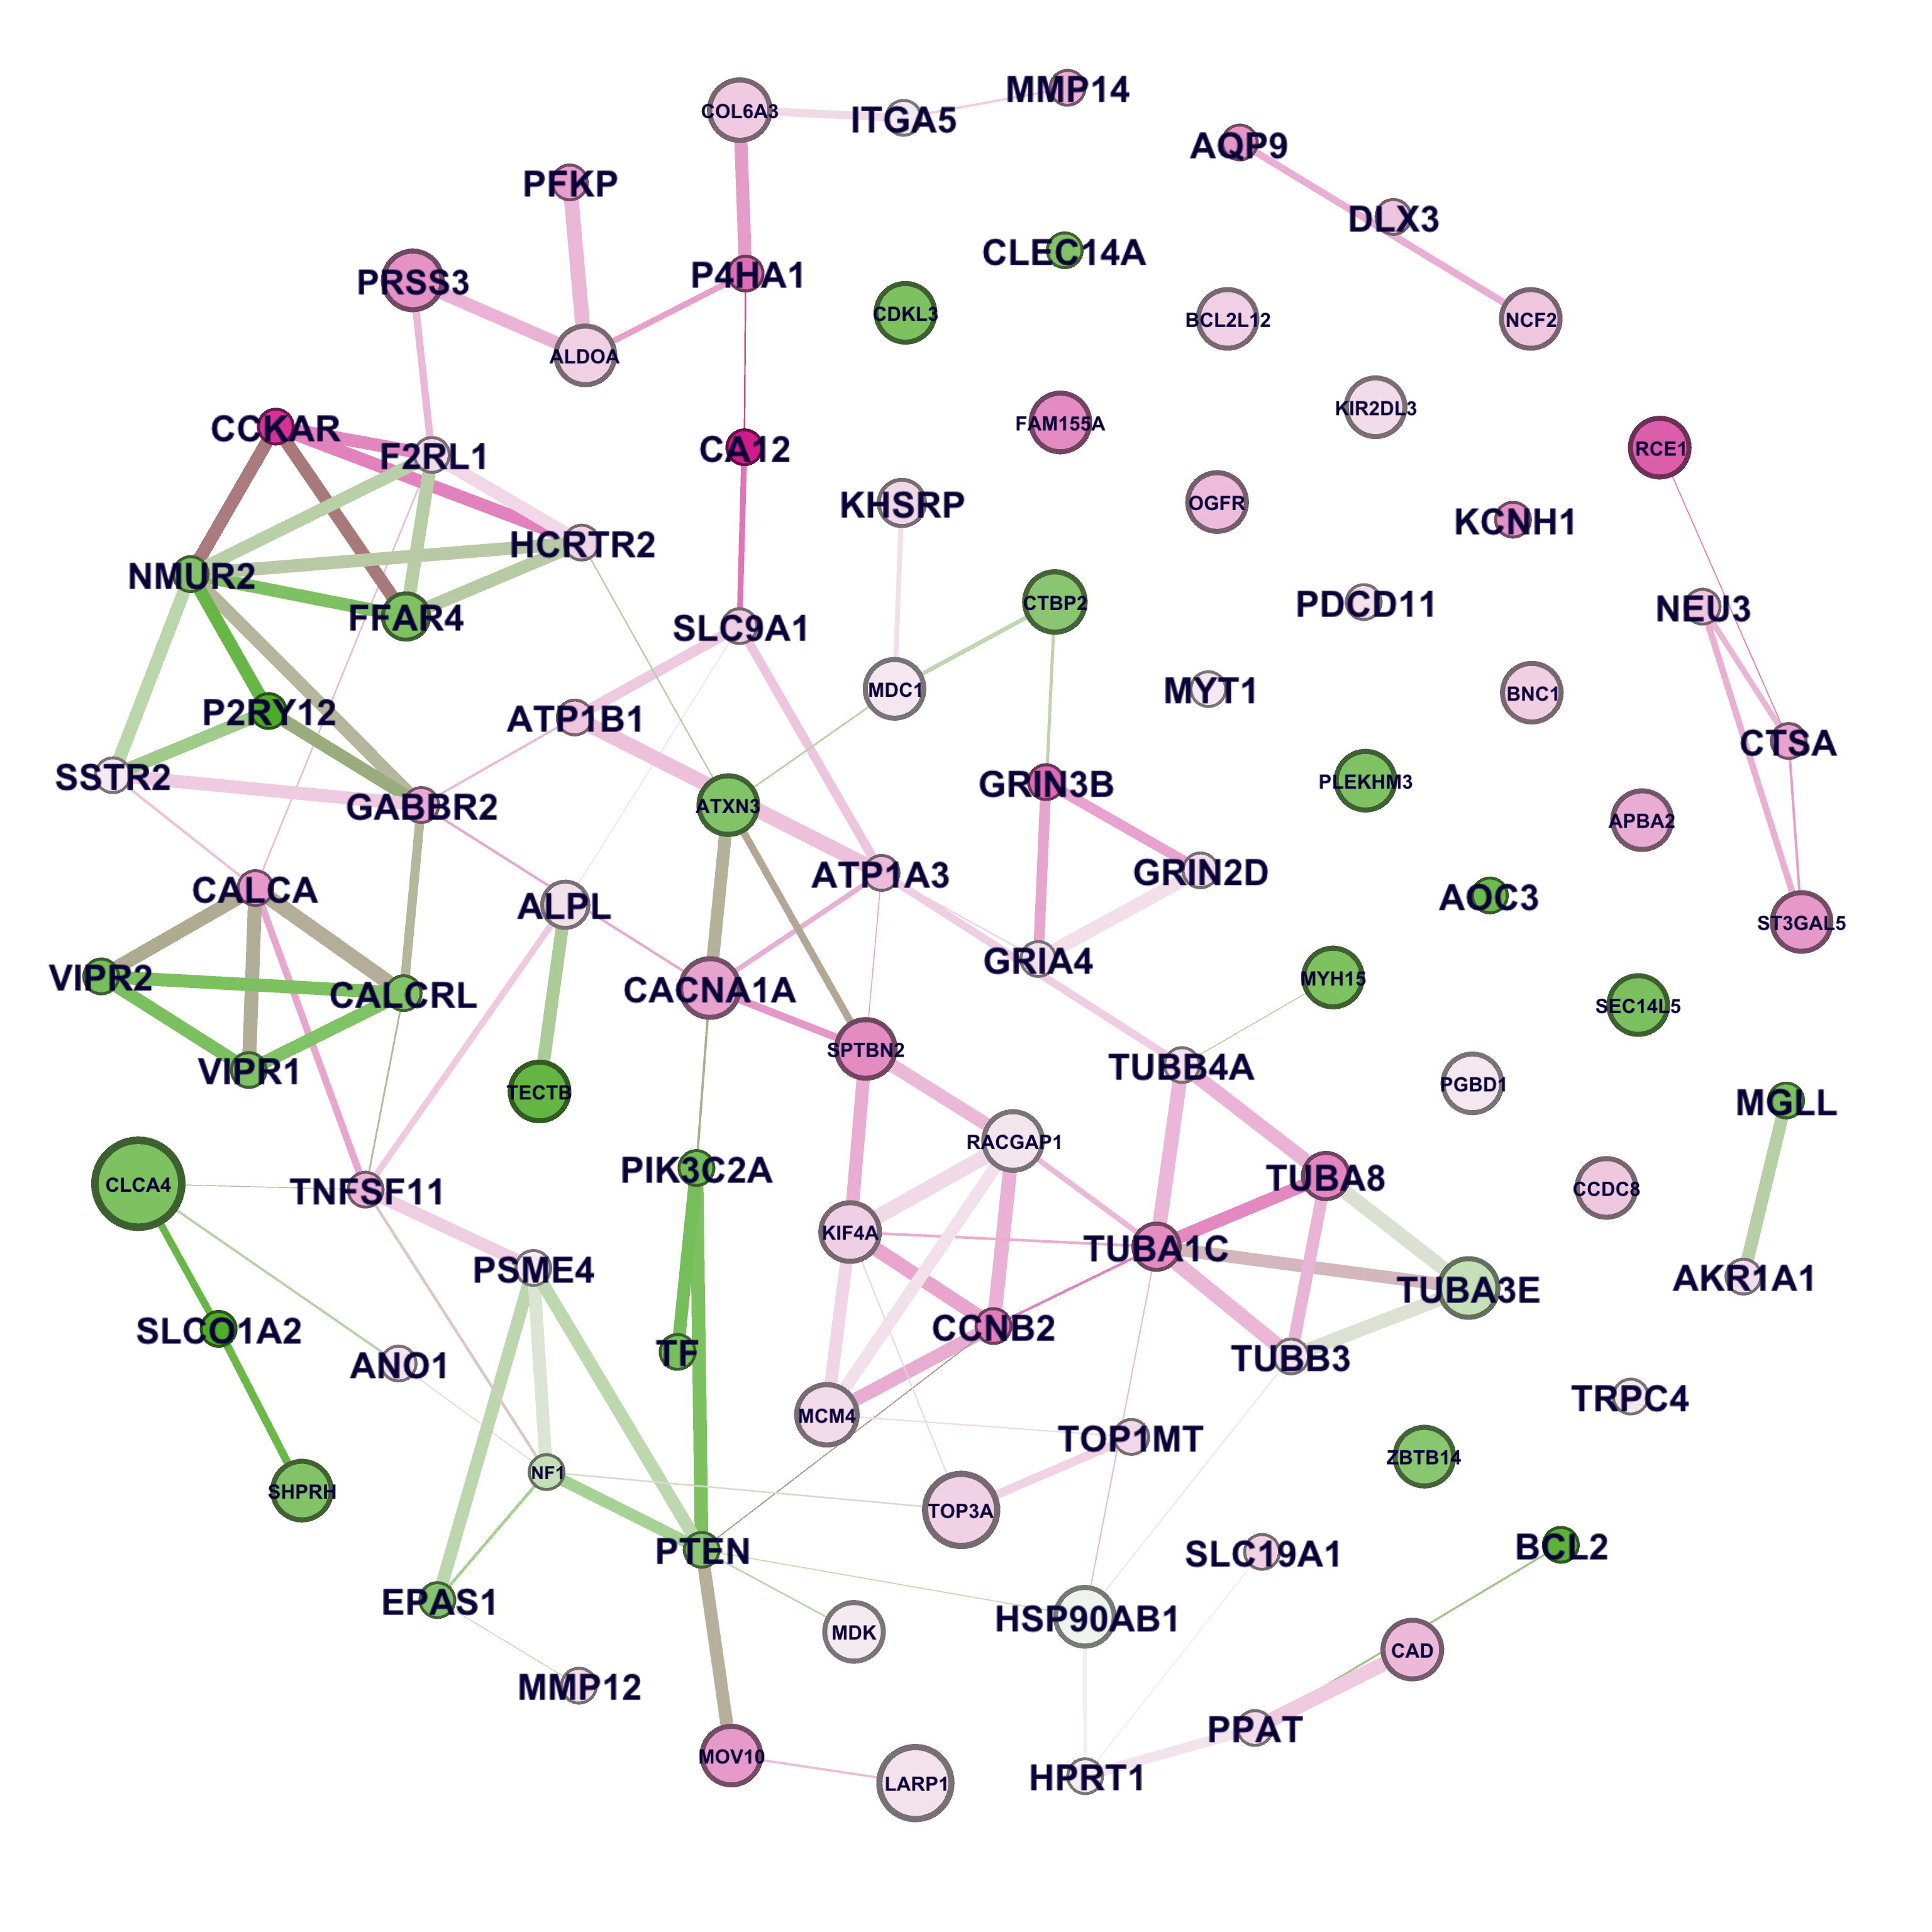 MMP14
COL6A3
ITGA5
AQP9
PFKP
DLX3
CLEC14A
P4HA1
PRSS3
CDKL3
BCL2L12
NCF2
ALDOA
KIR2DL3
FAM155A
CCKAR
CA12
RCE1
F2RL1
KHSRP
OGFR
KCNH1
HCRTR2
NMUR2
CTBP2
PDCD11
NEU3
FFAR4
SLC9A1
MDC1
MYT1
BNC1
P2RY12
ATP1B1
CTSA
SSTR2
GRIN3B
PLEKHM3
GABBR2
ATXN3
APBA2
ATP1A3
GRIN2D
CALCA
AOC3
ALPL
ST3GAL5
GRIA4
VIPR2
MYH15
CACNA1A
CALCRL
SEC14L5
SPTBN2
TUBB4A
VIPR1
PGBD1
TECTB
MGLL
RACGAP1
PIK3C2A
TUBA8
CLCA4
TNFSF11
CCDC8
KIF4A
TUBA1C
PSME4
AKR1A1
TUBA3E
CCNB2
SLCO1A2
TF
TUBB3
ANO1
TRPC4
MCM4
TOP1MT
ZBTB14
NF1
SHPRH
TOP3A
BCL2
PTEN
SLC19A1
EPAS1
HSP90AB1
MDK
CAD
MMP12
PPAT
MOV10
HPRT1
LARP1